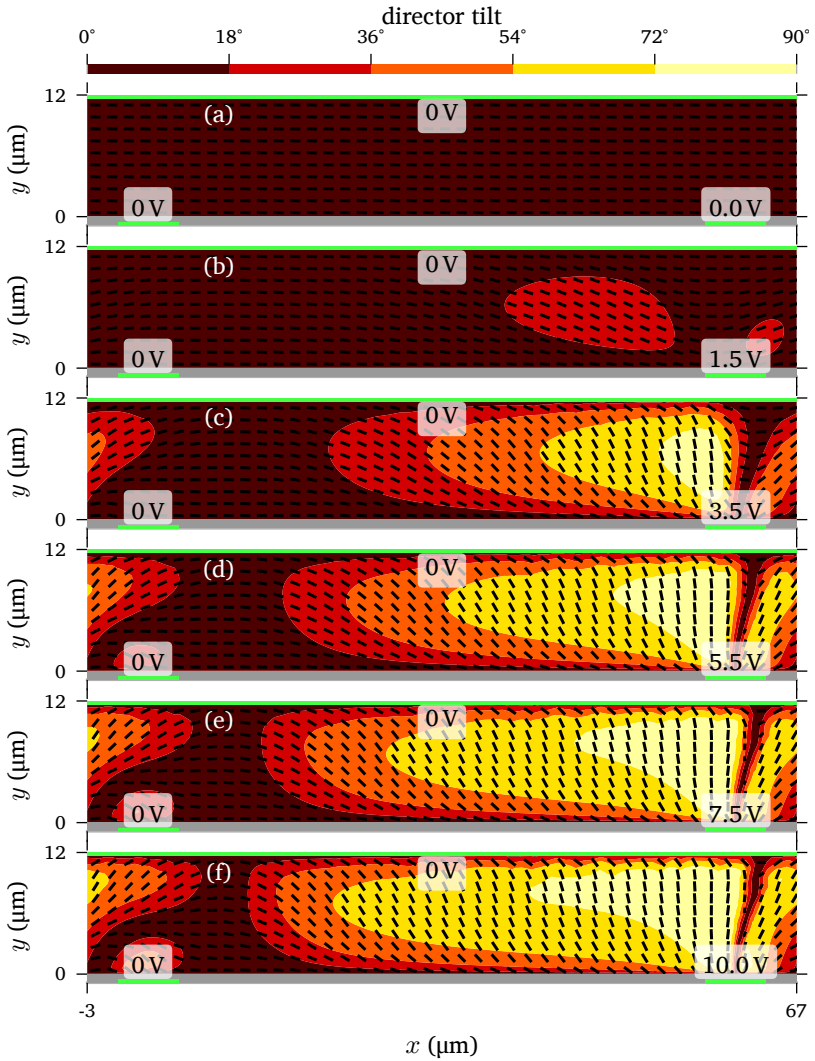 director tilt
0° 18° 36° 54° 72° 90°
12
(a) 0 V
y (μm)
0 V 0.0 V
0
12
(b) 0 V
y (μm)
0 V 1.5 V
0
12
(c) 0 V
y (μm)
0 V 3.5 V
0
12
(d) 0 V
y (μm)
0 V 5.5 V
0
12
(e) 0 V
y (μm)
0 V 7.5 V
0
12
(f) 0 V
y (μm)
0 V 10.0 V
0
-3 67
x (μm)